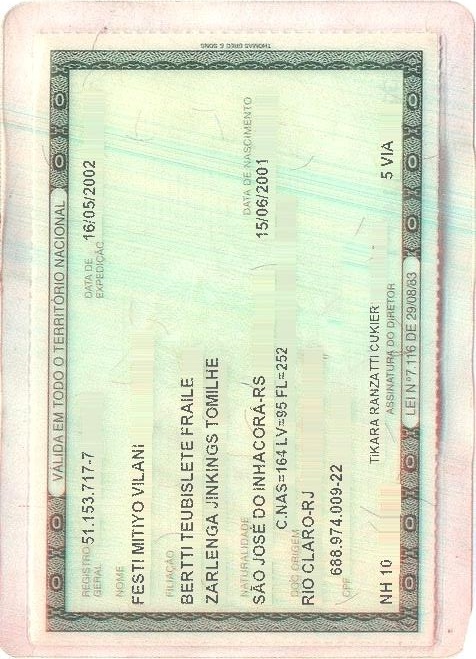 THOMAS GREG & SONS
VÁLIDA EM TODO O TERRITÓRIO NACIONAL
REGISTRO GERAL 51.153.717-7 DATA DE EXPEDIÇÃO 16/05/2002
NOME
FESTI MITIYO VILANI
FILIAÇÃO
BERTTI TEUBISLETE FRAILE
ZARLENGA JINKINGS TOMILHE
NATURALIDADE DATA DE NASCIMENTO
SÃO JOSÉ DO INHACORÁ-RS 15/06/2001
DOC ORIGEM C.NAS=164 LV=95 FL=252
RIO CLARO-RJ
CPF 688.974.009-22
TIKARA RANZATTI CUKIER
NH 10 ASSINATURA DO DIRETOR 5 VIA
LEI Nº 7.116 DE 29/08/83